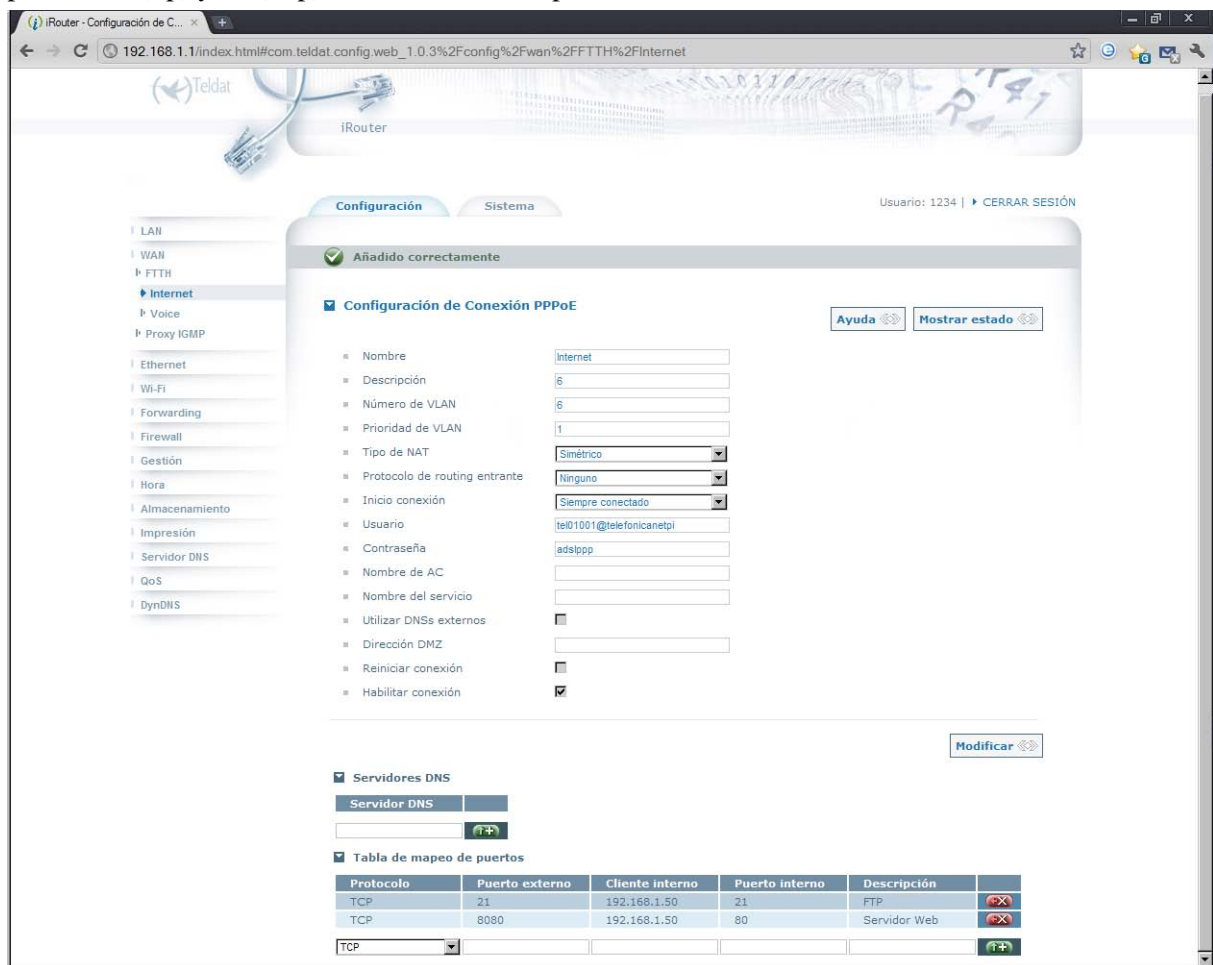 iRouter - Configuración de C...
192.168.1.1/index.html#com.teldat.config.web_1.0.3%2Fconfig%2Fwan%2FFTTH%2FInternet
Teldat
iRouter
Configuración Sistema Usuario: 1234 | CERRAR SESIÓN
LAN
WAN
FTTH
Internet
Voice
Proxy IGMP
Ethernet
Wi-Fi
Forwarding
Firewall
Gestión
Hora
Almacenamiento
Impresión
Servidor DNS
QoS
DynDNS
Añadido correctamente
Configuración de Conexión PPPoE
Ayuda Mostrar estado
Nombre Internet
Descripción 6
Número de VLAN 6
Prioridad de VLAN 1
Tipo de NAT Simétrico
Protocolo de routing entrante Ninguno
Inicio conexión Siempre conectado
Usuario tel01001@telefonicanetpi
Contraseña adslppp
Nombre de AC
Nombre del servicio
Utilizar DNSs externos
Dirección DMZ
Reiniciar conexión
Habilitar conexión
Modificar
Servidores DNS
Servidor DNS
Tabla de mapeo de puertos
Protocolo Puerto externo Cliente interno Puerto interno Descripción
TCP 21 192.168.1.50 21 FTP
TCP 8080 192.168.1.50 80 Servidor Web
TCP